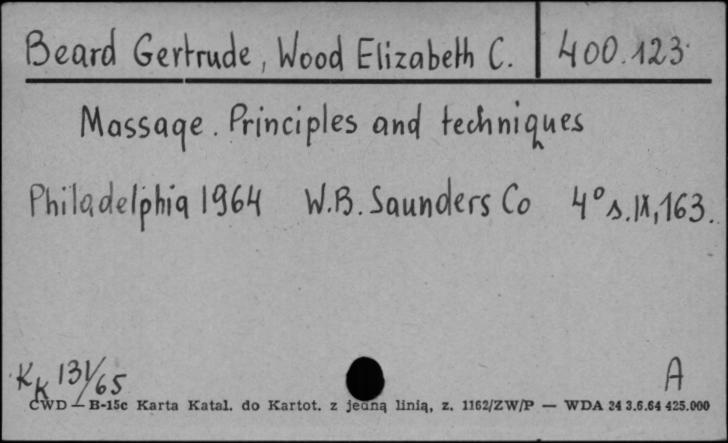 Beard Gertrude, Wood Elizabeth C. 400.123
Massage. Principles and techniques
Philadelphia 1964 W.B. Saunders Co 4° s.IX,163.
KK 131/65 A
CWD — B-15c Karta Katal. do Kartot. z jedną linią, z. 1162/ZW/P — WDA 24 3.6.64 425.000